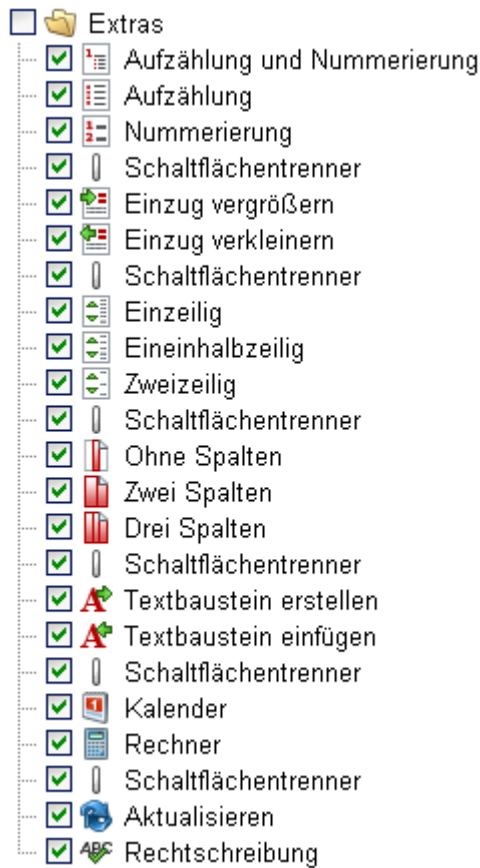 Extras
Aufzählung und Nummerierung
Aufzählung
Nummerierung
Schaltflächentrenner
Einzug vergrößern
Einzug verkleinern
Schaltflächentrenner
Einzeilig
Eineinhalbzeilig
Zweizeilig
Schaltflächentrenner
Ohne Spalten
Zwei Spalten
Drei Spalten
Schaltflächentrenner
Textbaustein erstellen
Textbaustein einfügen
Schaltflächentrenner
Kalender
Rechner
Schaltflächentrenner
Aktualisieren
ABC Rechtschreibung